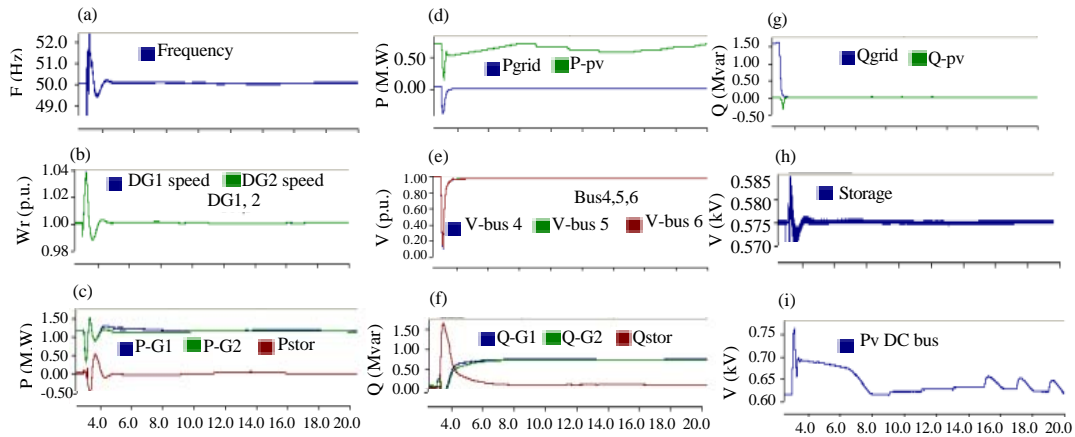 (a)
F (Hz)
52.0
51.0
50.0
49.0
Frequency
(b)
Wr (p.u.)
1.04
1.00
0.98
DG1 speed DG2 speed
DG1, 2
(c)
P (M.W)
1.50
1.00
0.50
0.00
-0.50
P-G1 P-G2 Pstor
4.0 6.0 8.0 10.0 12.0 14.0 16.0 18.0 20.0
(d)
P (M.W)
0.50
0.00
Pgrid P-pv
(e)
V (p.u.)
1.00
0.80
0.60
0.40
0.20
0.00
Bus4,5,6
V-bus 4 V-bus 5 V-bus 6
(f)
Q (Mvar)
1.50
1.00
0.50
0.00
Q-G1 Q-G2 Qstor
4.0 6.0 8.0 10.0 12.0 14.0 16.0 18.0 20.0
(g)
Q (Mvar)
1.50
1.00
0.50
0.00
-0.50
Qgrid Q-pv
(h)
V (kV)
0.585
0.580
0.575
0.570
Storage
(i)
V (kV)
0.75
0.70
0.65
0.60
Pv DC bus
4.0 6.0 8.0 10.0 12.0 14.0 16.0 18.0 20.0